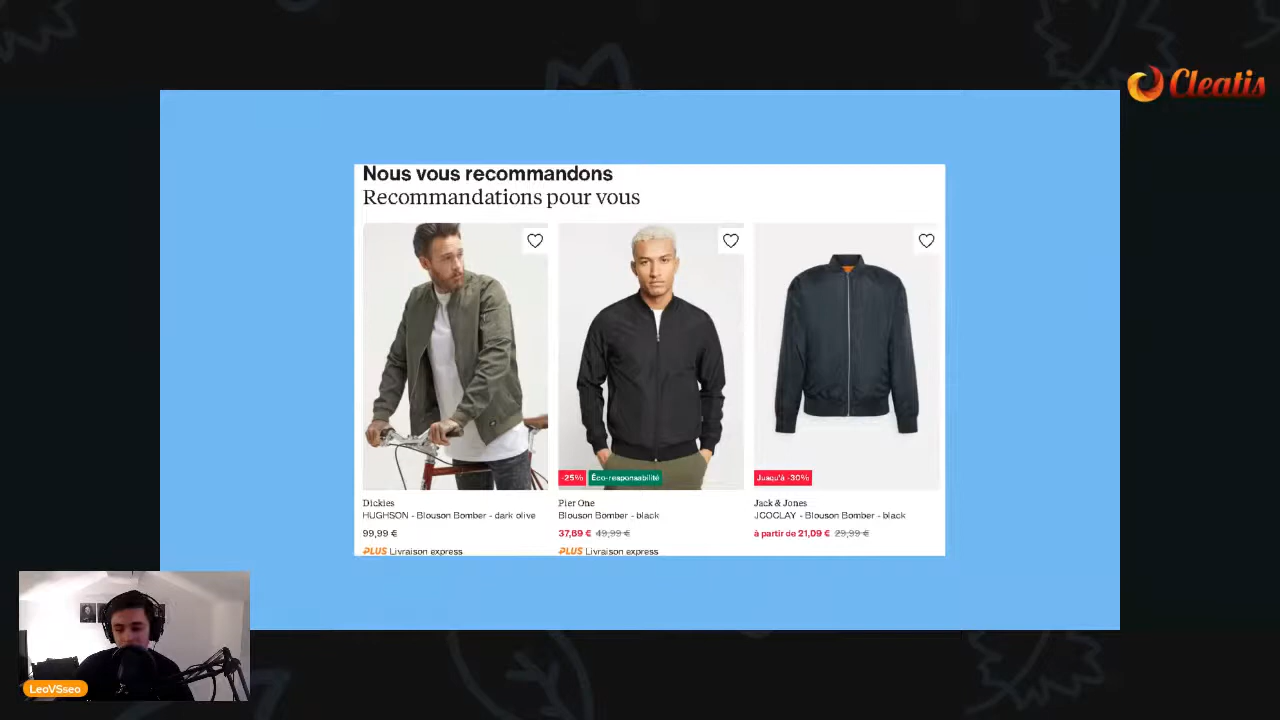 Cleatis
Nous vous recommandons
Recommandations pour vous
-25% Éco-responsabilité
Jusqu'à -30%
Dickies
HUGHSON - Blouson Bomber - dark olive
99,99 €
PLUS Livraison express
Pier One
Blouson Bomber - black
37,69 € 49,99 €
PLUS Livraison express
Jack & Jones
JCOCLAY - Blouson Bomber - black
à partir de 21,09 € 29,99 €
LeoVSseo